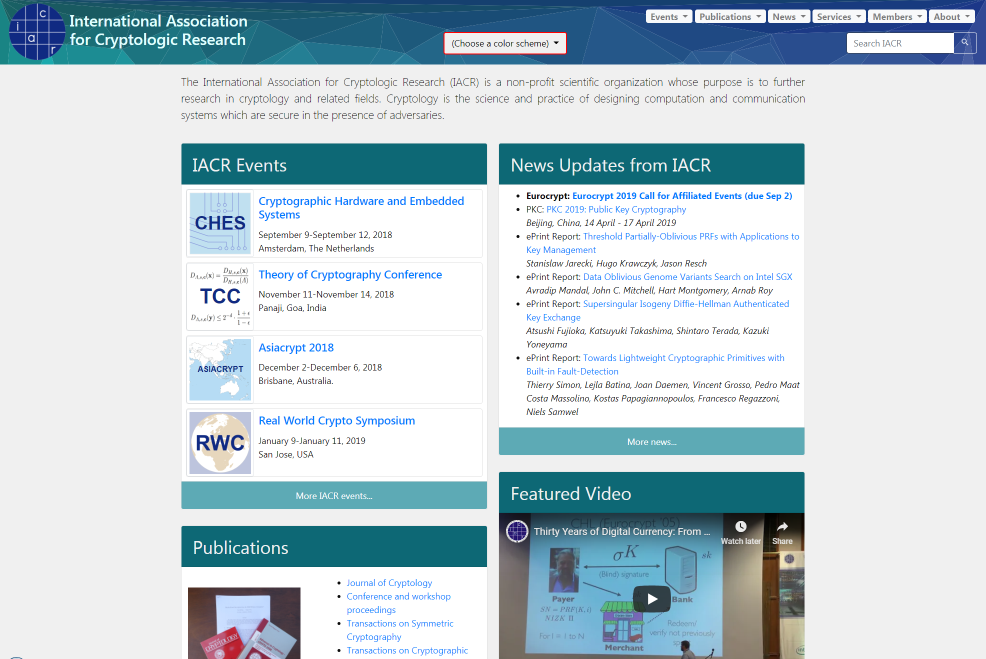 i c a r
International Association
for Cryptologic Research
Events
Publications
News
Services
Members
About
(Choose a color scheme)
Search IACR
The International Association for Cryptologic Research (IACR) is a non-profit scientific organization whose purpose is to further
research in cryptology and related fields. Cryptology is the science and practice of designing computation and communication
systems which are secure in the presence of adversaries.
IACR Events
CHES
Cryptographic Hardware and Embedded
Systems
September 9-September 12, 2018
Amsterdam, The Netherlands
TCC
Theory of Cryptography Conference
November 11-November 14, 2018
Panaji, Goa, India
ASIACRYPT
Asiacrypt 2018
December 2-December 6, 2018
Brisbane, Australia.
RWC
Real World Crypto Symposium
January 9-January 11, 2019
San Jose, USA
More IACR events...
Publications
Journal of Cryptology
Conference and workshop
proceedings
Transactions on Symmetric
Cryptography
Transactions on Cryptographic
News Updates from IACR
Eurocrypt: Eurocrypt 2019 Call for Affiliated Events (due Sep 2)
PKC: PKC 2019: Public Key Cryptography
Beijing, China, 14 April - 17 April 2019
ePrint Report: Threshold Partially-Oblivious PRFs with Applications to
Key Management
Stanislaw Jarecki, Hugo Krawczyk, Jason Resch
ePrint Report: Data Oblivious Genome Variants Search on Intel SGX
Avradip Mandal, John C. Mitchell, Hart Montgomery, Arnab Roy
ePrint Report: Supersingular Isogeny Diffie-Hellman Authenticated
Key Exchange
Atsushi Fujioka, Katsuyuki Takashima, Shintaro Terada, Kazuki
Yoneyama
ePrint Report: Towards Lightweight Cryptographic Primitives with
Built-in Fault-Detection
Thierry Simon, Lejla Batina, Joan Daemen, Vincent Grosso, Pedro Maat
Costa Massolino, Kostas Papagiannopoulos, Francesco Regazzoni,
Niels Samwel
More news...
Featured Video
Thirty Years of Digital Currency: From ...
Watch later
Share
CHL (Eurocrypt '05)
σK
sk
(Blind) signature
Payer
Bank
SN = PRF(K,i)
NIZK Π
For I = 1 to N
Redeems
verify not previously
Merchant